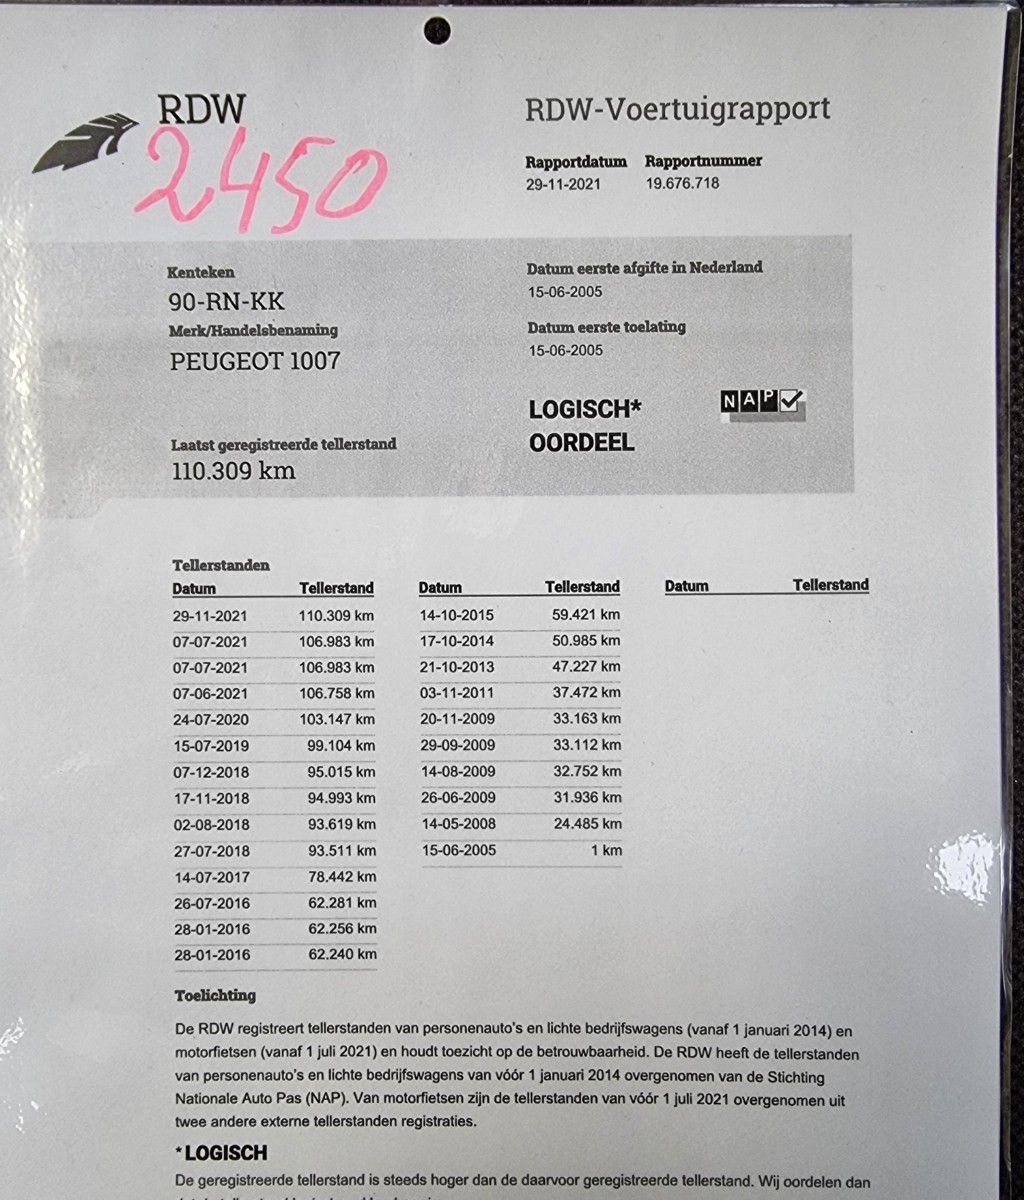 RDW
2450
RDW-Voertuigrapport
Rapportdatum Rapportnummer
29-11-2021 19.676.718
Kenteken
90-RN-KK
Merk/Handelsbenaming
PEUGEOT 1007
Laatst geregistreerde tellerstand
110.309 km
Datum eerste afgifte in Nederland
15-06-2005
Datum eerste toelating
15-06-2005
LOGISCH*
OORDEEL
NAP
Tellerstanden
Datum Tellerstand
29-11-2021 110.309 km
07-07-2021 106.983 km
07-07-2021 106.983 km
07-06-2021 106.758 km
24-07-2020 103.147 km
15-07-2019 99.104 km
07-12-2018 95.015 km
17-11-2018 94.993 km
02-08-2018 93.619 km
27-07-2018 93.511 km
14-07-2017 78.442 km
26-07-2016 62.281 km
28-01-2016 62.256 km
28-01-2016 62.240 km
Datum Tellerstand
14-10-2015 59.421 km
17-10-2014 50.985 km
21-10-2013 47.227 km
03-11-2011 37.472 km
20-11-2009 33.163 km
29-09-2009 33.112 km
14-08-2009 32.752 km
26-06-2009 31.936 km
14-05-2008 24.485 km
15-06-2005 1 km
Datum Tellerstand
Toelichting
De RDW registreert tellerstanden van personenauto's en lichte bedrijfswagens (vanaf 1 januari 2014) en
motorfietsen (vanaf 1 juli 2021) en houdt toezicht op de betrouwbaarheid. De RDW heeft de tellerstanden
van personenauto's en lichte bedrijfswagens van vóór 1 januari 2014 overgenomen van de Stichting
Nationale Auto Pas (NAP). Van motorfietsen zijn de tellerstanden van vóór 1 juli 2021 overgenomen uit
twee andere externe tellerstanden registraties.
*LOGISCH
De geregistreerde tellerstand is steeds hoger dan de daarvoor geregistreerde tellerstand. Wij oordelen dan